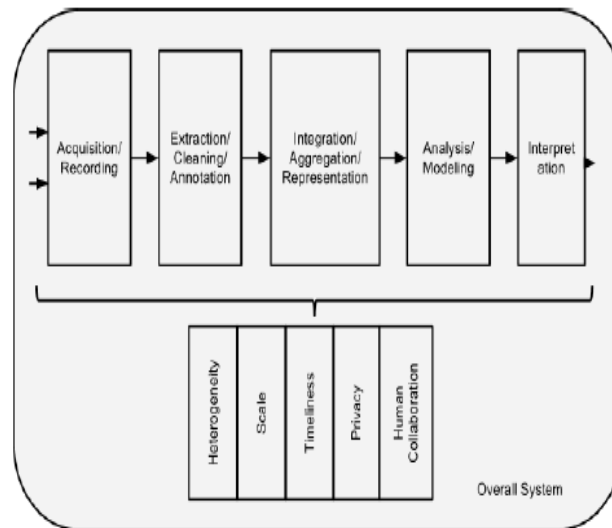 Acquisition/
Recording
Extraction/
Cleaning/
Annotation
Integration/
Aggregation/
Representation
Analysis/
Modeling
Interpret
ation
Heterogeneity
Scale
Timeliness
Privacy
Human
Collaboration
Overall System